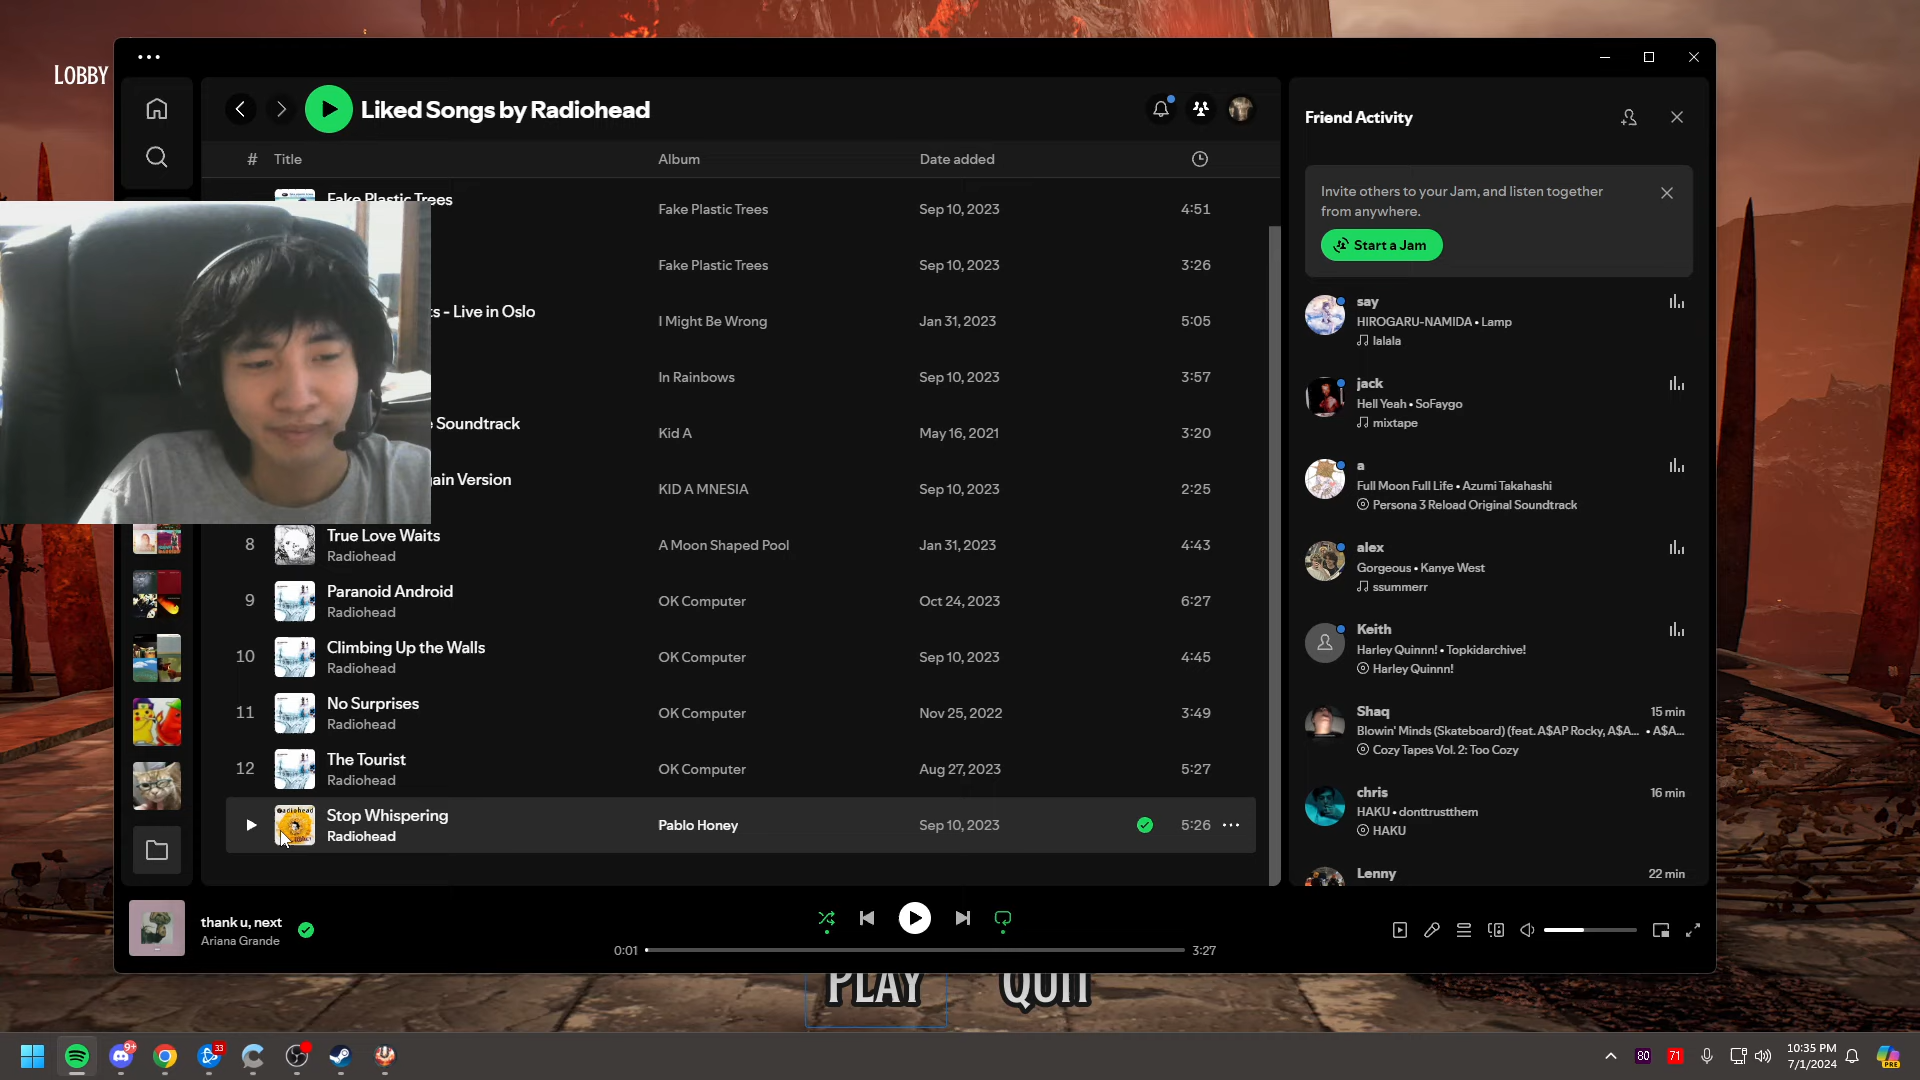 LOBBY
Liked Songs by Radiohead
# Title Album Date added
Fake Plastic Trees Fake Plastic Trees Sep 10, 2023 4:51
Fake Plastic Trees Sep 10, 2023 3:26
ts - Live in Oslo I Might Be Wrong Jan 31, 2023 5:05
In Rainbows Sep 10, 2023 3:57
Soundtrack Kid A May 16, 2021 3:20
ain Version KID A MNESIA Sep 10, 2023 2:25
8 True Love Waits A Moon Shaped Pool Jan 31, 2023 4:43
Radiohead
9 Paranoid Android OK Computer Oct 24, 2023 6:27
Radiohead
10 Climbing Up the Walls OK Computer Sep 10, 2023 4:45
Radiohead
11 No Surprises OK Computer Nov 25, 2022 3:49
Radiohead
12 The Tourist OK Computer Aug 27, 2023 5:27
Radiohead
Stop Whispering Pablo Honey Sep 10, 2023 5:26
Radiohead
Friend Activity
Invite others to your Jam, and listen together
from anywhere.
Start a Jam
say
HIROGARU-NAMIDA • Lamp
lalala
jack
Hell Yeah • SoFaygo
mixtape
a
Full Moon Full Life • Azumi Takahashi
Persona 3 Reload Original Soundtrack
alex
Gorgeous • Kanye West
ssummerr
Keith
Harley Quinnn! • Topkidarchive!
Harley Quinnn!
Shaq 15 min
Blowin' Minds (Skateboard) (feat. A$AP Rocky, A$A... • A$A...
Cozy Tapes Vol. 2: Too Cozy
chris 16 min
HAKU • donttrustthem
HAKU
Lenny 22 min
thank u, next
Ariana Grande
0:01 3:27
PLAY QUIT
9+ 33
80 71 10:35 PM
7/1/2024
PRE